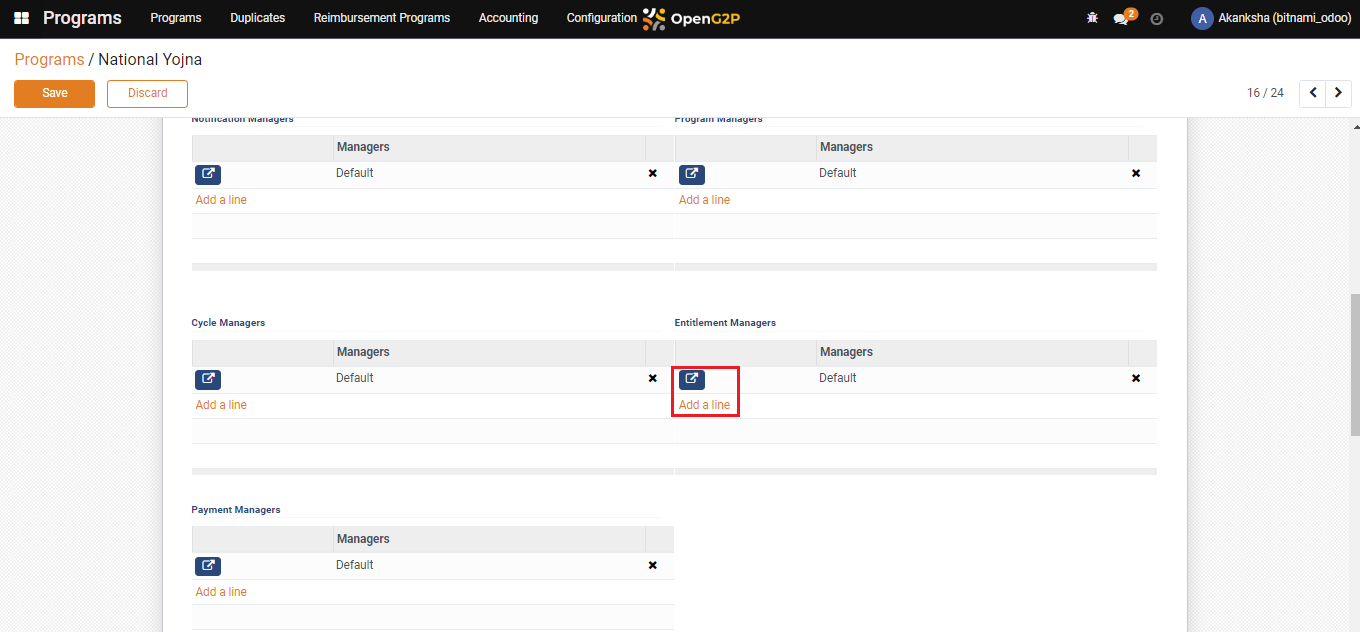 Programs Programs Duplicates Reimbursement Programs Accounting Configuration OpenG2P 2 A Akanksha (bitnami_odoo)
Programs / National Yojna
Save Discard 16 / 24
Notification Managers Program Managers
Managers Managers
Default Default
Add a line Add a line
Cycle Managers Entitlement Managers
Managers Managers
Default Default
Add a line Add a line
Payment Managers
Managers
Default
Add a line